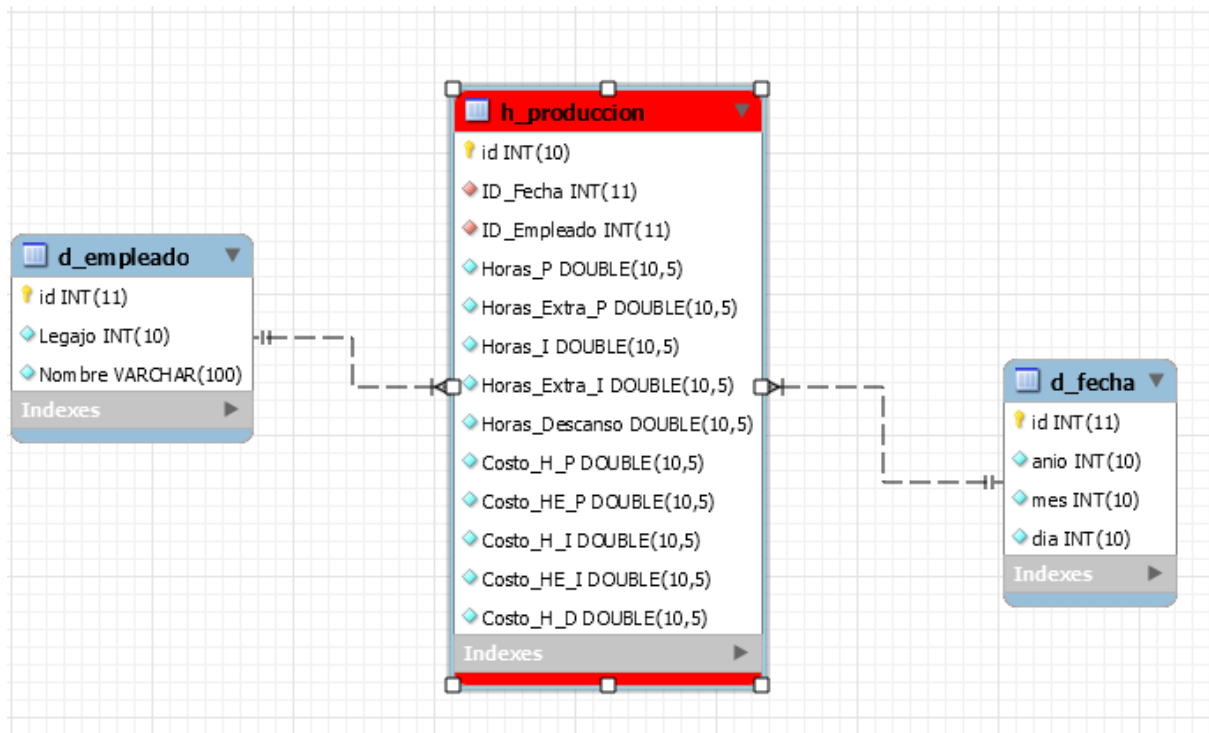 d_empleado
id INT(11)
Legajo INT(10)
Nombre VARCHAR(100)
Indexes
h_produccion
id INT(10)
ID_Fecha INT(11)
ID_Empleado INT(11)
Horas_P DOUBLE(10,5)
Horas_Extra_P DOUBLE(10,5)
Horas_I DOUBLE(10,5)
Horas_Extra_I DOUBLE(10,5)
Horas_Descanso DOUBLE(10,5)
Costo_H_P DOUBLE(10,5)
Costo_HE_P DOUBLE(10,5)
Costo_H_I DOUBLE(10,5)
Costo_HE_I DOUBLE(10,5)
Costo_H_D DOUBLE(10,5)
Indexes
d_fecha
id INT(11)
anio INT(10)
mes INT(10)
dia INT(10)
Indexes